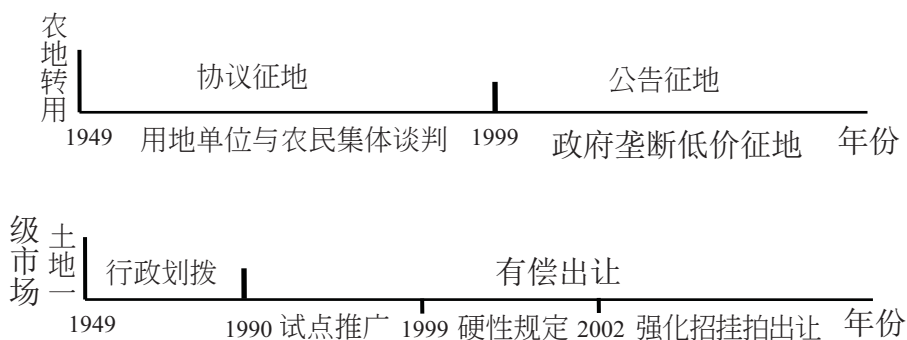 农地转用
协议征地
公告征地
1949
用地单位与农民集体谈判
1999
政府垄断低价征地
年份
土地一
级市场
行政划拨
有偿出让
1949
1990 试点推广
1999 硬性规定
2002 强化招挂拍出让
年份